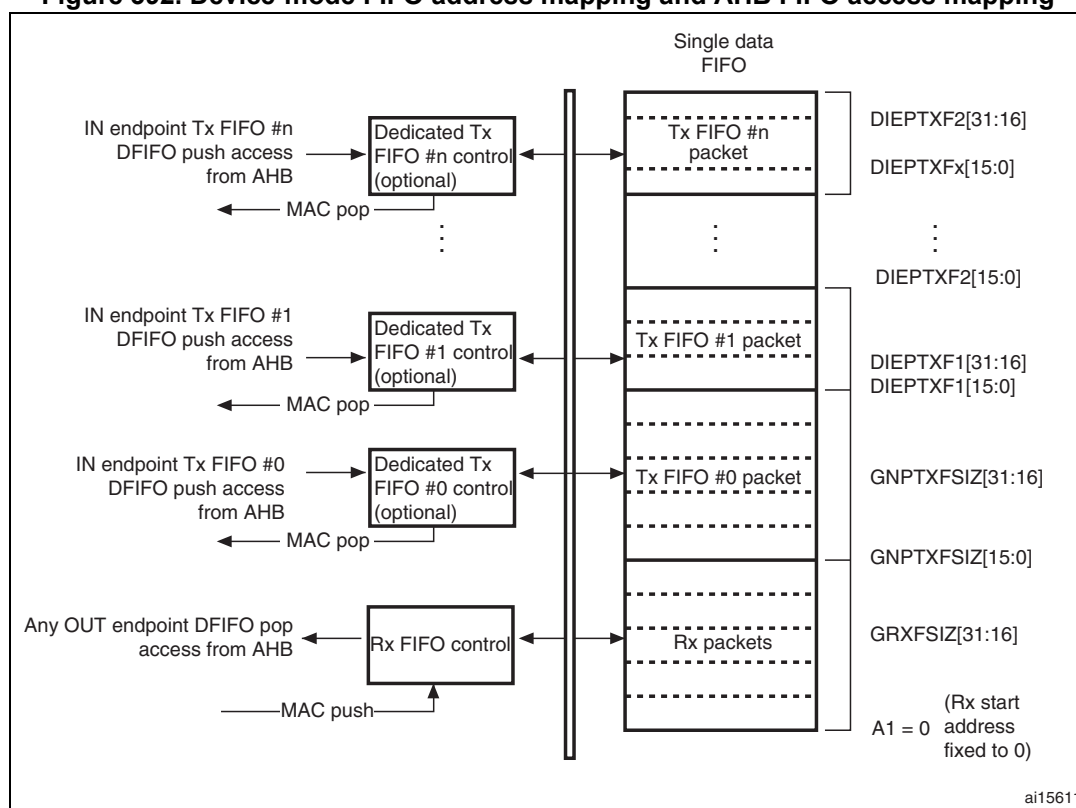 Single data
FIFO
IN endpoint Tx FIFO #n
DFIFO push access
from AHB
Dedicated Tx
FIFO #n control
(optional)
MAC pop
Tx FIFO #n
packet
DIEPTXF2[31:16]
DIEPTXFx[15:0]
DIEPTXF2[15:0]
IN endpoint Tx FIFO #1
DFIFO push access
from AHB
Dedicated Tx
FIFO #1 control
(optional)
MAC pop
Tx FIFO #1 packet
DIEPTXF1[31:16]
DIEPTXF1[15:0]
IN endpoint Tx FIFO #0
DFIFO push access
from AHB
Dedicated Tx
FIFO #0 control
(optional)
MAC pop
Tx FIFO #0 packet
GNPTXFSIZ[31:16]
GNPTXFSIZ[15:0]
Any OUT endpoint DFIFO pop
access from AHB
Rx FIFO control
MAC push
Rx packets
GRXFSIZ[31:16]
A1 = 0
(Rx start
address
fixed to 0)
ai15611